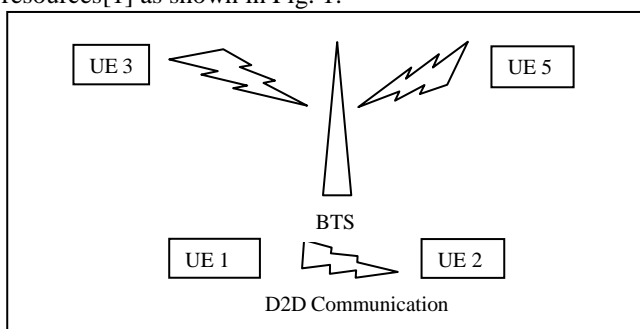 resources[1] as shown in Fig. 1.
UE 3
UE 5
BTS
UE 1
UE 2
D2D Communication